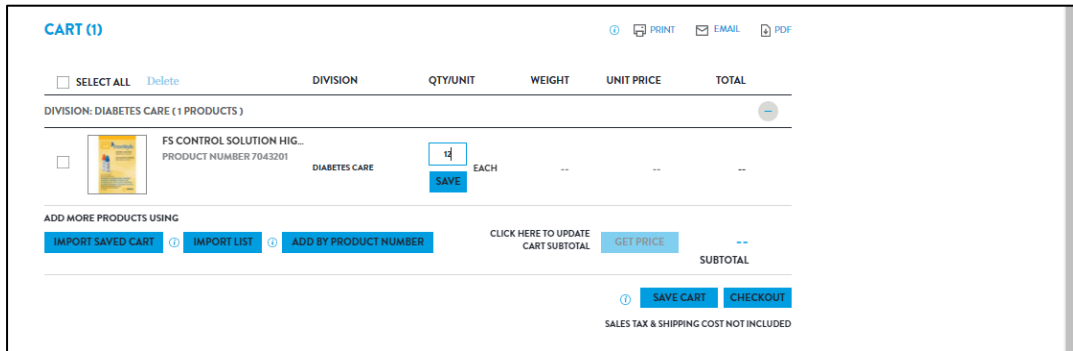 CART (1)
PRINT EMAIL PDF
SELECT ALL Delete DIVISION QTY/UNIT WEIGHT UNIT PRICE TOTAL
DIVISION: DIABETES CARE ( 1 PRODUCTS )
FS CONTROL SOLUTION HIG...
PRODUCT NUMBER 7043201
DIABETES CARE
12
EACH -- -- --
SAVE
ADD MORE PRODUCTS USING
IMPORT SAVED CART IMPORT LIST ADD BY PRODUCT NUMBER
CLICK HERE TO UPDATE
CART SUBTOTAL
GET PRICE
--
SUBTOTAL
SAVE CART CHECKOUT
SALES TAX & SHIPPING COST NOT INCLUDED